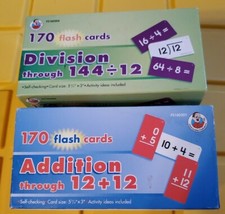 170 flash cards
Division
through 144÷12
16 ÷ 4 =
12|12
64 ÷ 8 =
170 flash cards
Addition
through 12 + 12
0
+ 5
10 + 4 =
11
+ 12